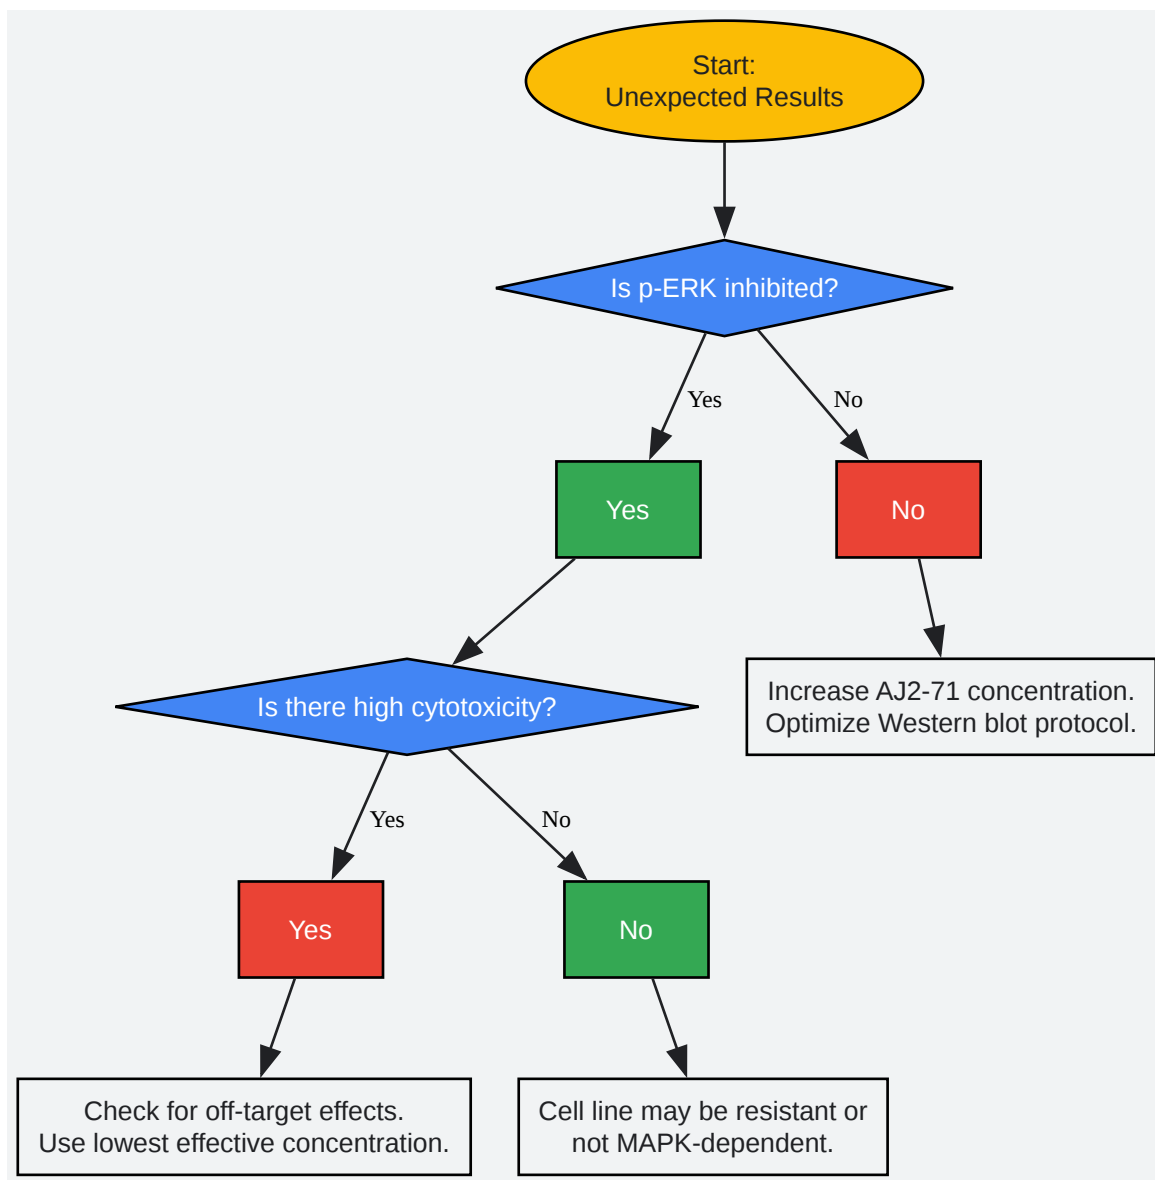 Start:
Unexpected Results
Is p-ERK inhibited?
Yes
No
Yes
No
Is there high cytotoxicity?
Increase AJ2-71 concentration.
Optimize Western blot protocol.
Yes
No
Yes
No
Check for off-target effects.
Use lowest effective concentration.
Cell line may be resistant or
not MAPK-dependent.